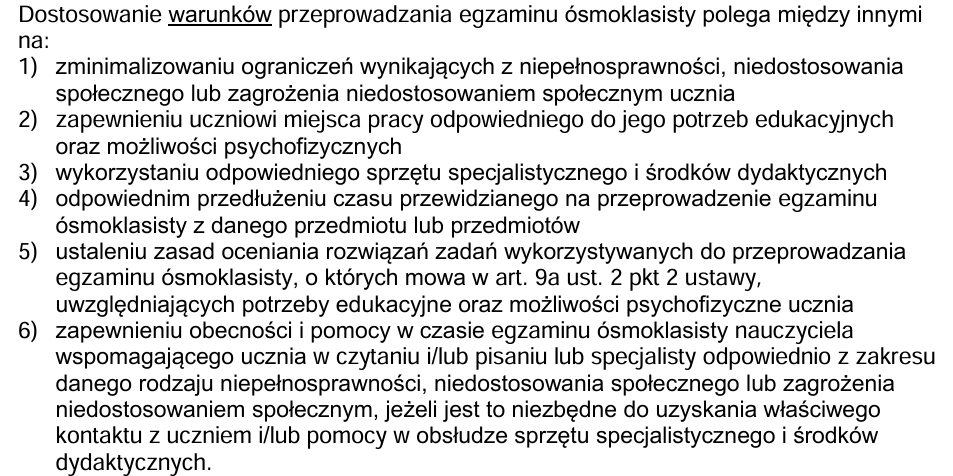 Dostosowanie warunków przeprowadzania egzaminu ósmoklasisty polega między innymi
na:
1) zminimalizowaniu ograniczeń wynikających z niepełnosprawności, niedostosowania
społecznego lub zagrożenia niedostosowaniem społecznym ucznia
2) zapewnieniu uczniowi miejsca pracy odpowiedniego do jego potrzeb edukacyjnych
oraz możliwości psychofizycznych
3) wykorzystaniu odpowiedniego sprzętu specjalistycznego i środków dydaktycznych
4) odpowiednim przedłużeniu czasu przewidzianego na przeprowadzenie egzaminu
ósmoklasisty z danego przedmiotu lub przedmiotów
5) ustaleniu zasad oceniania rozwiązań zadań wykorzystywanych do przeprowadzania
egzaminu ósmoklasisty, o których mowa w art. 9a ust. 2 pkt 2 ustawy,
uwzględniających potrzeby edukacyjne oraz możliwości psychofizyczne ucznia
6) zapewnieniu obecności i pomocy w czasie egzaminu ósmoklasisty nauczyciela
wspomagającego ucznia w czytaniu i/lub pisaniu lub specjalisty odpowiednio z zakresu
danego rodzaju niepełnosprawności, niedostosowania społecznego lub zagrożenia
niedostosowaniem społecznym, jeżeli jest to niezbędne do uzyskania właściwego
kontaktu z uczniem i/lub pomocy w obsłudze sprzętu specjalistycznego i środków
dydaktycznych.